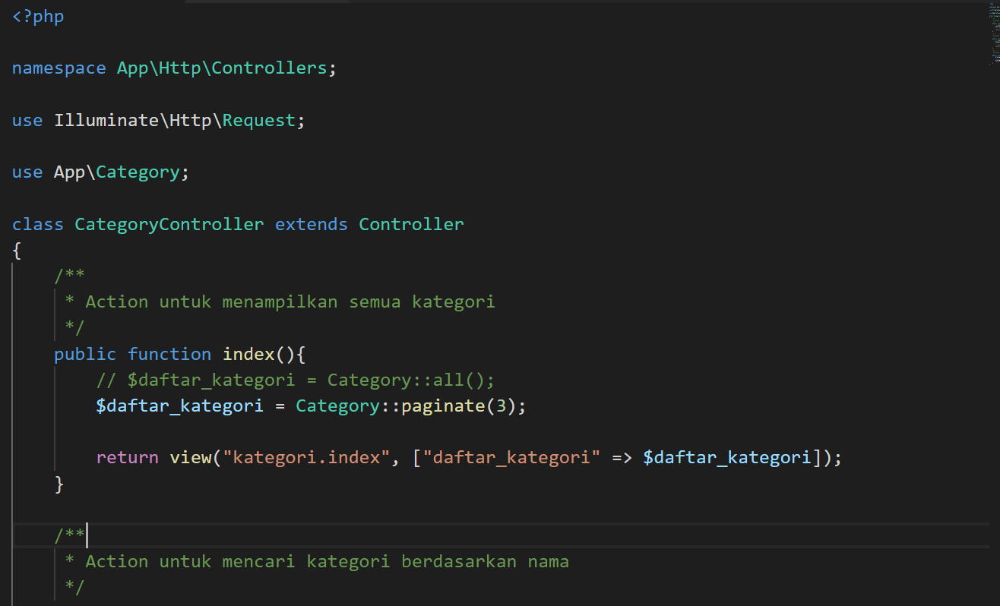 <?php
namespace App\Http\Controllers;
use Illuminate\Http\Request;
use App\Category;
class CategoryController extends Controller
{
/**
* Action untuk menampilkan semua kategori
*/
public function index(){
// $daftar_kategori = Category::all();
$daftar_kategori = Category::paginate(3);
return view("kategori.index", ["daftar_kategori" => $daftar_kategori]);
}
/**
* Action untuk mencari kategori berdasarkan nama
*/